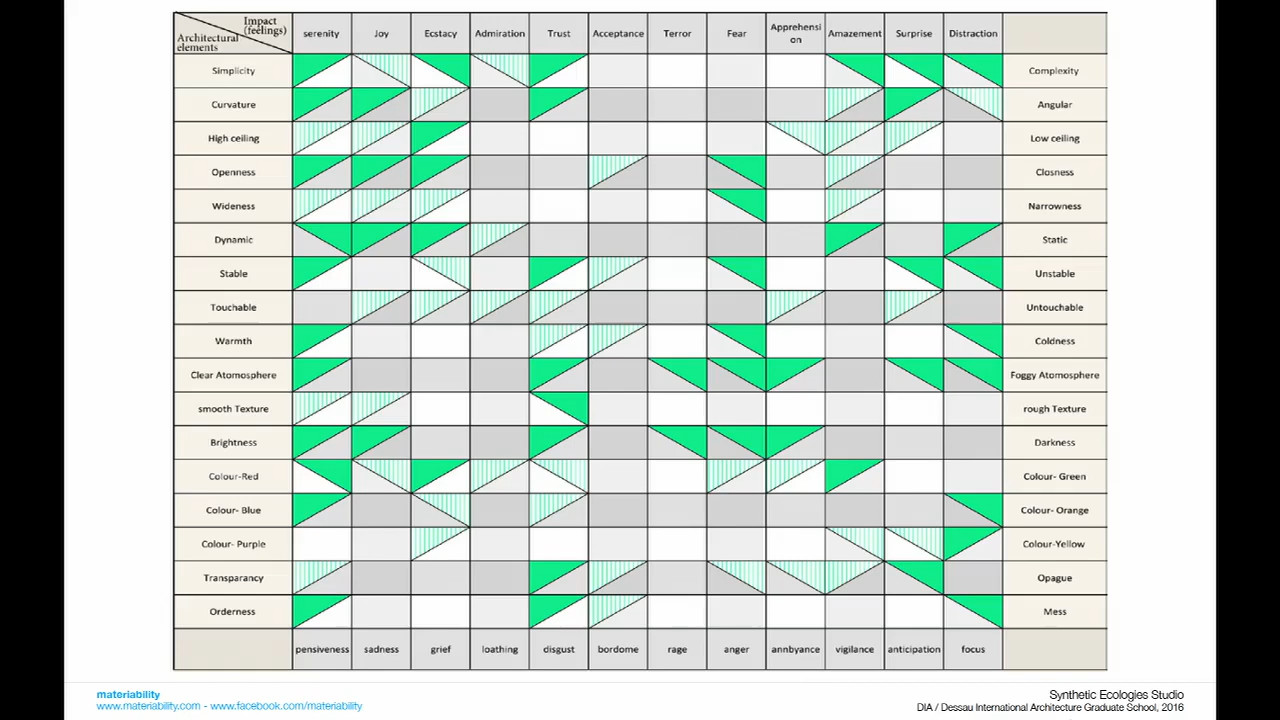 Impact
(feelings)
Architectural
elements
serenity Joy Ecstacy Admiration Trust Acceptance Terror Fear Apprehensi
on Amazement Surprise Distraction
Simplicity Complexity
Curvature Angular
High ceiling Low ceiling
Openness Closness
Wideness Narrowness
Dynamic Static
Stable Unstable
Touchable Untouchable
Warmth Coldness
Clear Atomosphere Foggy Atomosphere
smooth Texture rough Texture
Brightness Darkness
Colour-Red Colour- Green
Colour- Blue Colour- Orange
Colour- Purple Colour-Yellow
Transparancy Opague
Orderness Mess
pensiveness sadness grief loathing disgust bordome rage anger annbyance vigilance anticipation focus
materiability Synthetic Ecologies Studio
www.materiability.com - www.facebook.com/materiability DIA / Dessau International Architecture Graduate School, 2016